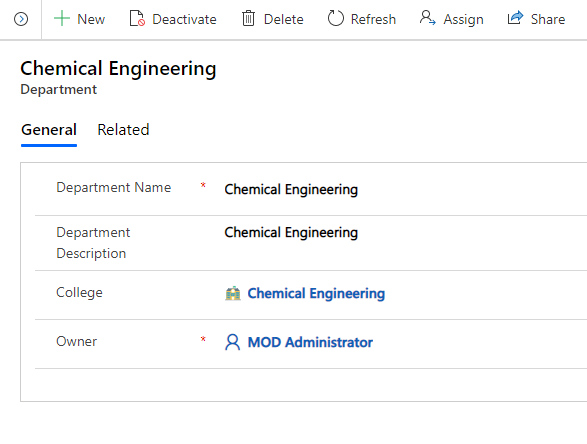 New Deactivate Delete Refresh Assign Share
Chemical Engineering
Department
General Related
Department Name * Chemical Engineering
Department Chemical Engineering
Description
College Chemical Engineering
Owner * MOD Administrator